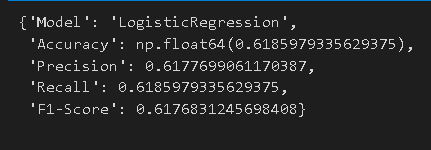 {'Model': 'LogisticRegression',
'Accuracy': np.float64(0.6185979335629375),
'Precision': 0.6177699061170387,
'Recall': 0.6185979335629375,
'F1-Score': 0.6176831245698408}